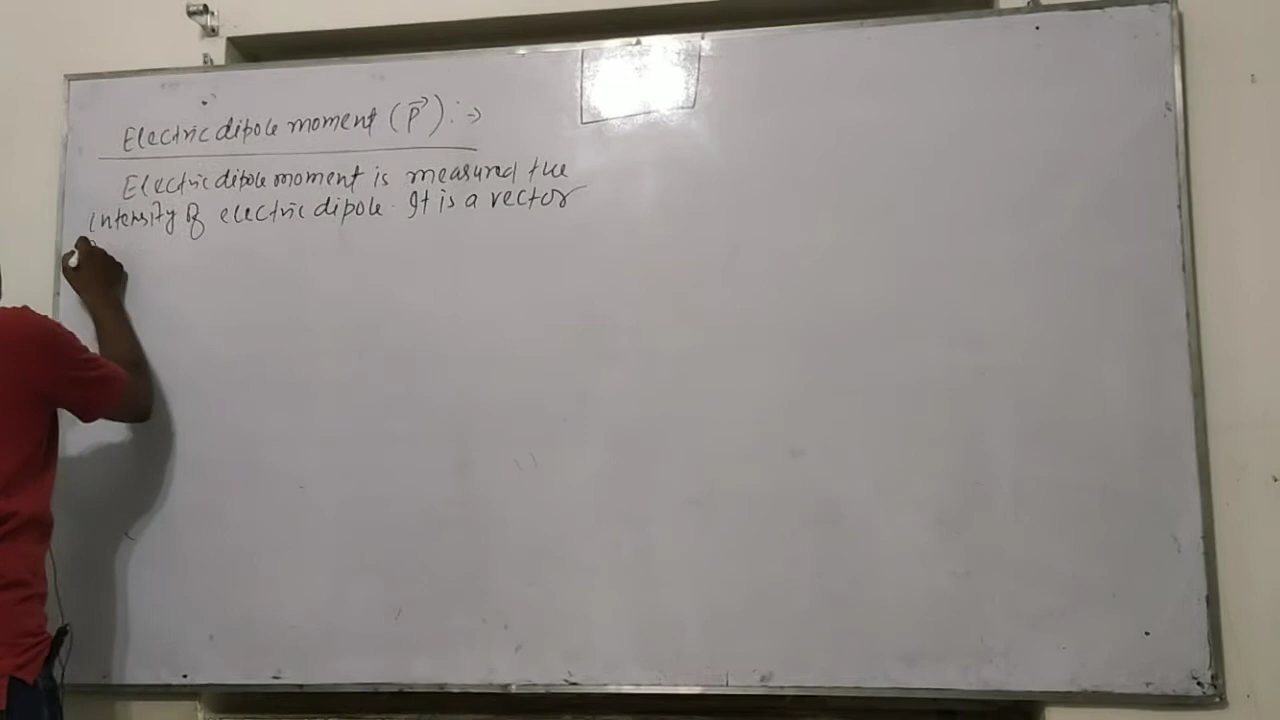 Electric dipole moment (P⃗) :→
Electric dipole moment is measured the
intensity of electric dipole. It is a vector